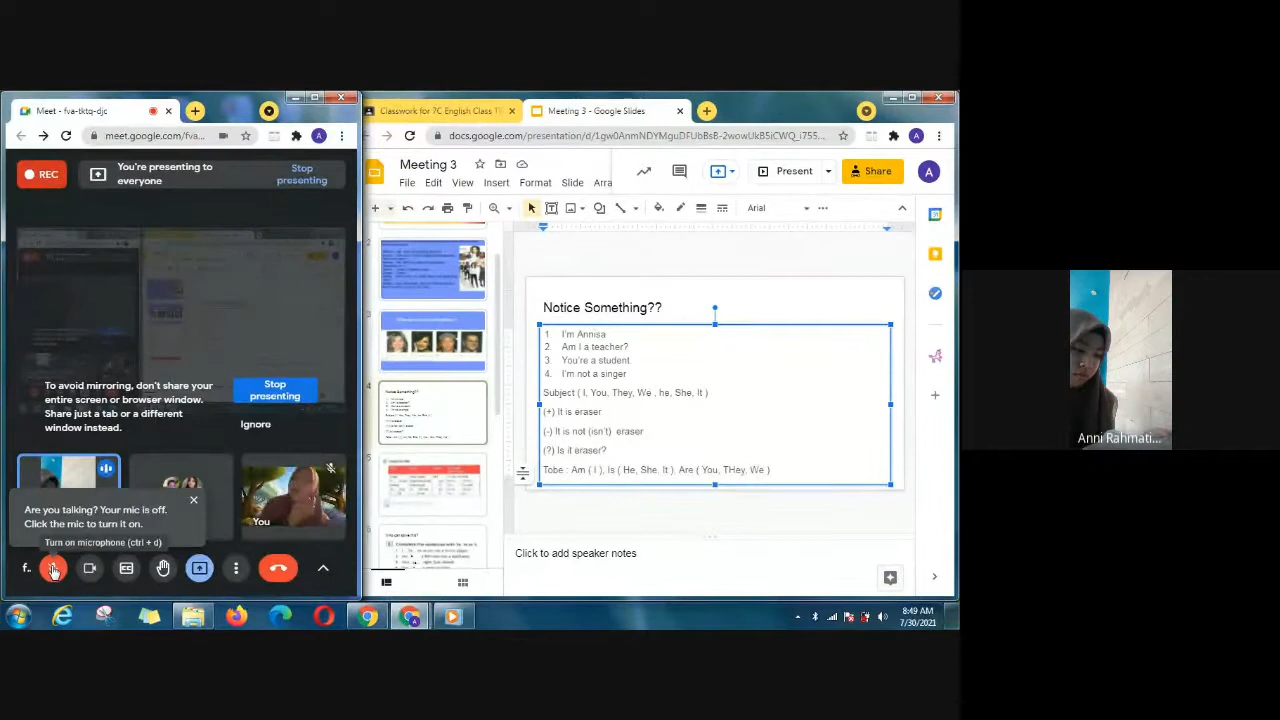 Meet - fva-tktq-djc
meet.google.com/fva...
REC
You're presenting to
everyone
Stop
presenting
To avoid mirroring, don't share your
entire screen or browser window.
Share just a tab or a different
window instead.
Stop
presenting
Ignore
Are you talking? Your mic is off.
Click the mic to turn it on.
You
Turn on microphone (ctrl + d)
f..
Classwork for 7C English Class T
Meeting 3 - Google Slides
docs.google.com/presentation/d/1gw0AnmNDYMguDFUbBsB-2wowUkB5iCWQ_i755...
A
Meeting 3
File Edit View Insert Format Slide Arra
Present
Share
A
Arial
2
3
4
5
6
Notice Something??
1. I'm Annisa
2. Am I a teacher?
3. You're a student
4. I'm not a singer
Subject ( I, You, They, We , he, She, It )
(+) It is eraser
(-) It is not (isn't) eraser
(?) Is it eraser?
Tobe : Am ( I ), Is ( He, She, It ), Are ( You, THey, We )
Click to add speaker notes
8:49 AM
7/30/2021
Anni Rahmati...